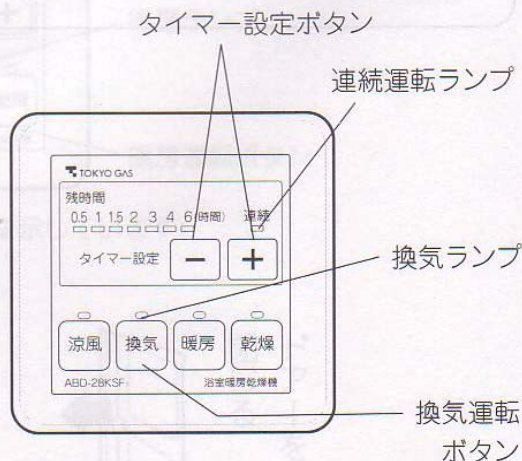 タイマー設定ボタン
連続運転ランプ
TOKYO GAS
残時間
0.5 1 1.5 2 3 4 6(時間) 連続
タイマー設定 − +
換気ランプ
涼風 換気 暖房 乾燥
ABD-28KSF 浴室暖房乾燥機
換気運転
ボタン